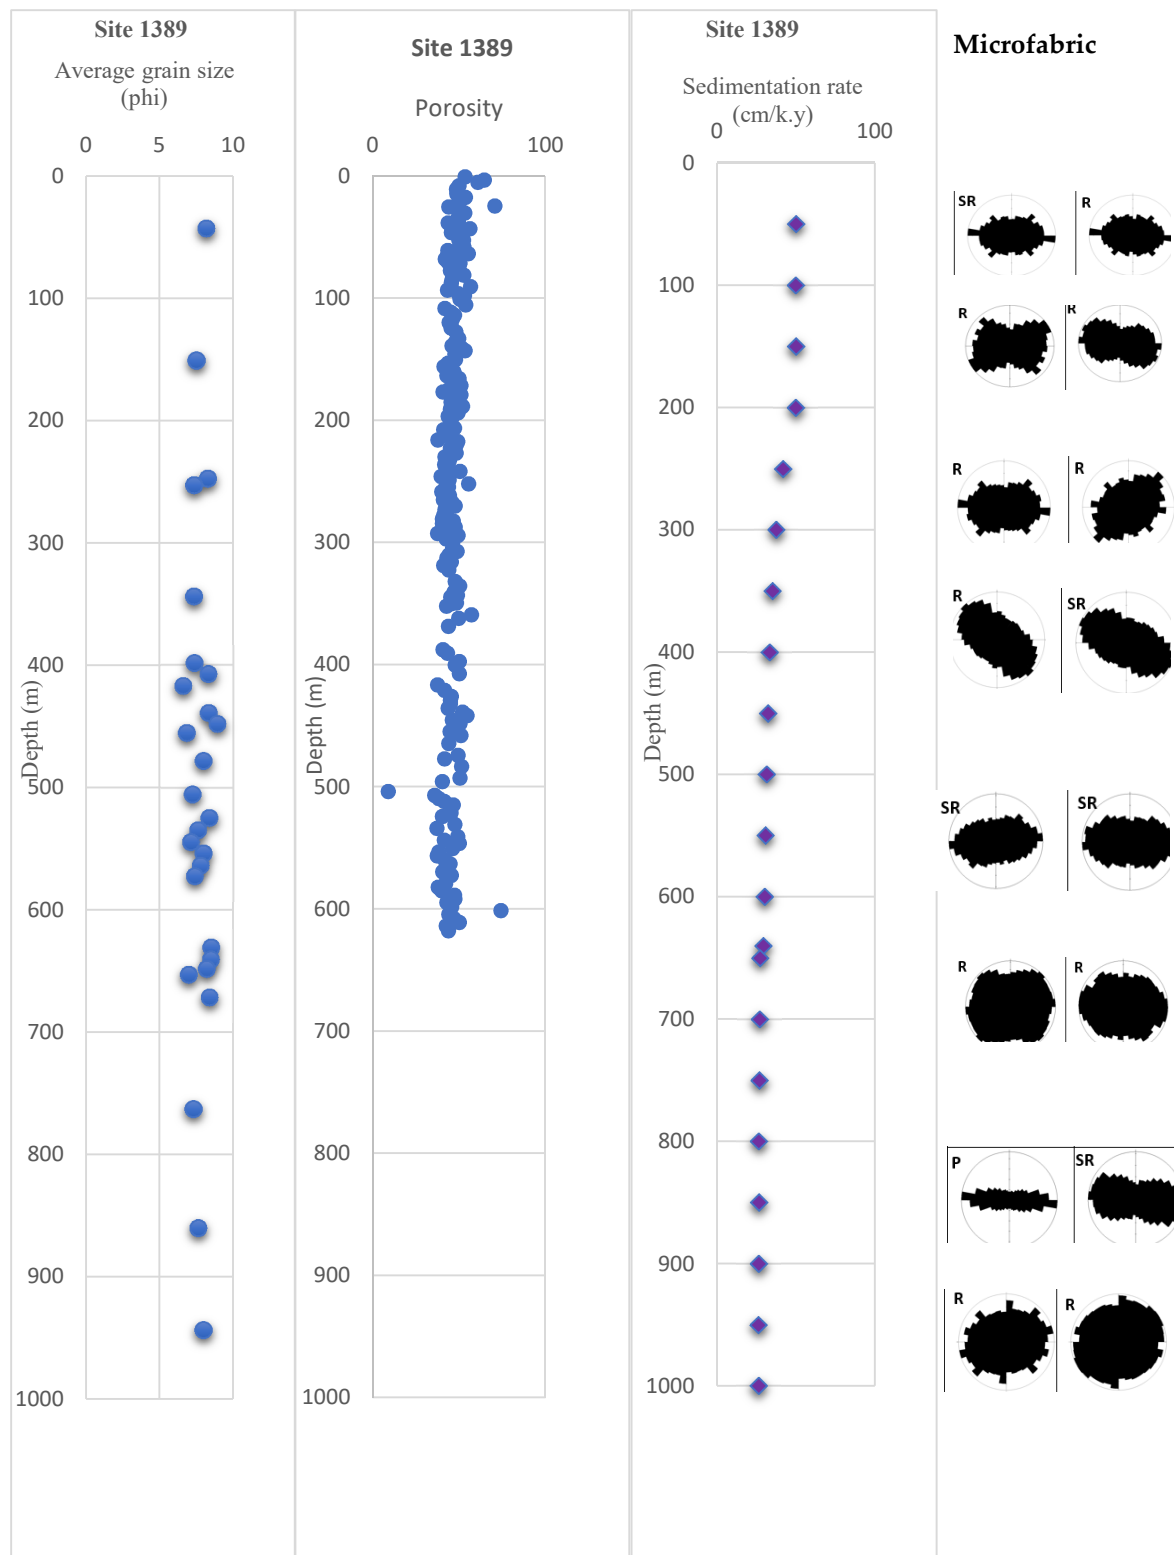 Site 1389
Average grain size
(phi)
0 5 10
0
100
200
300
400
500
600
700
800
900
1000
Depth (m)
Site 1389
Porosity
0 100
0
100
200
300
400
500
600
700
800
900
1000
Depth (m)
Site 1389
Sedimentation rate
(cm/k.y)
0 100
0
100
200
300
400
500
600
700
800
900
1000
Depth (m)
Microfabric
SR R
R R
R R
R SR
SR SR
R R
P SR
R R